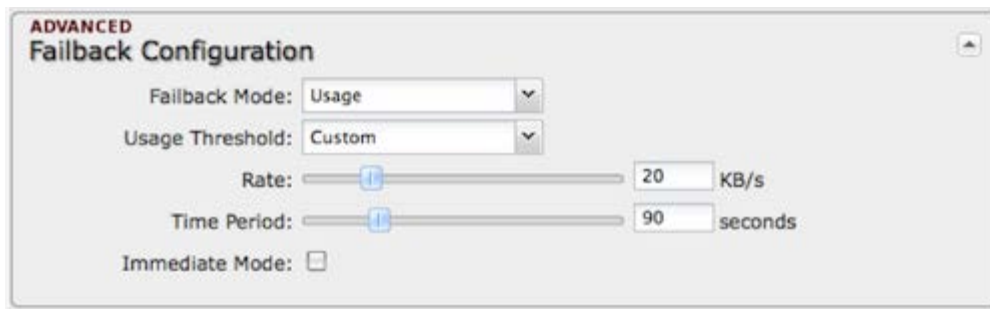 ADVANCED
Failback Configuration
Failback Mode: Usage
Usage Threshold: Custom
Rate: 20 KB/s
Time Period: 90 seconds
Immediate Mode: